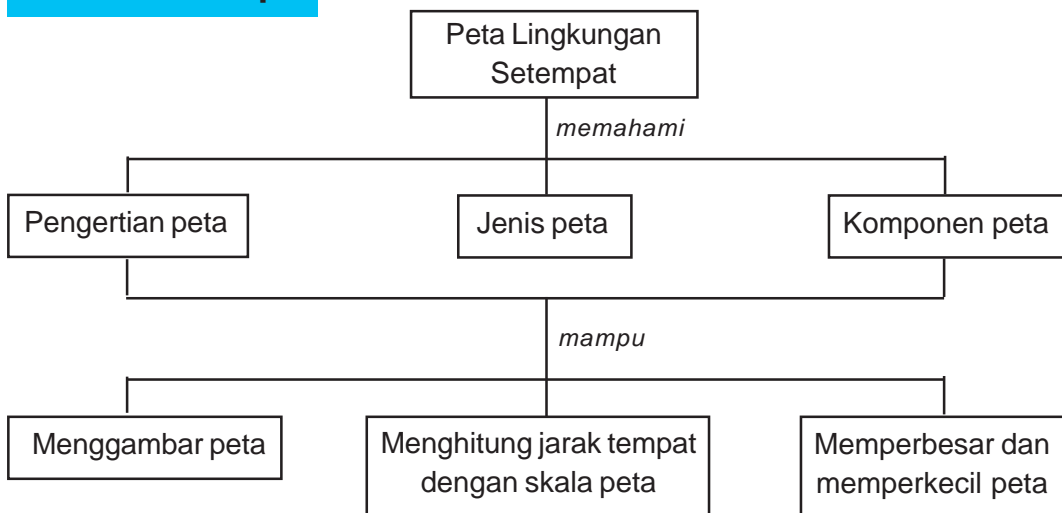 Peta Lingkungan
Setempat
memahami
Pengertian peta
Jenis peta
Komponen peta
mampu
Menggambar peta
Menghitung jarak tempat
dengan skala peta
Memperbesar dan
memperkecil peta